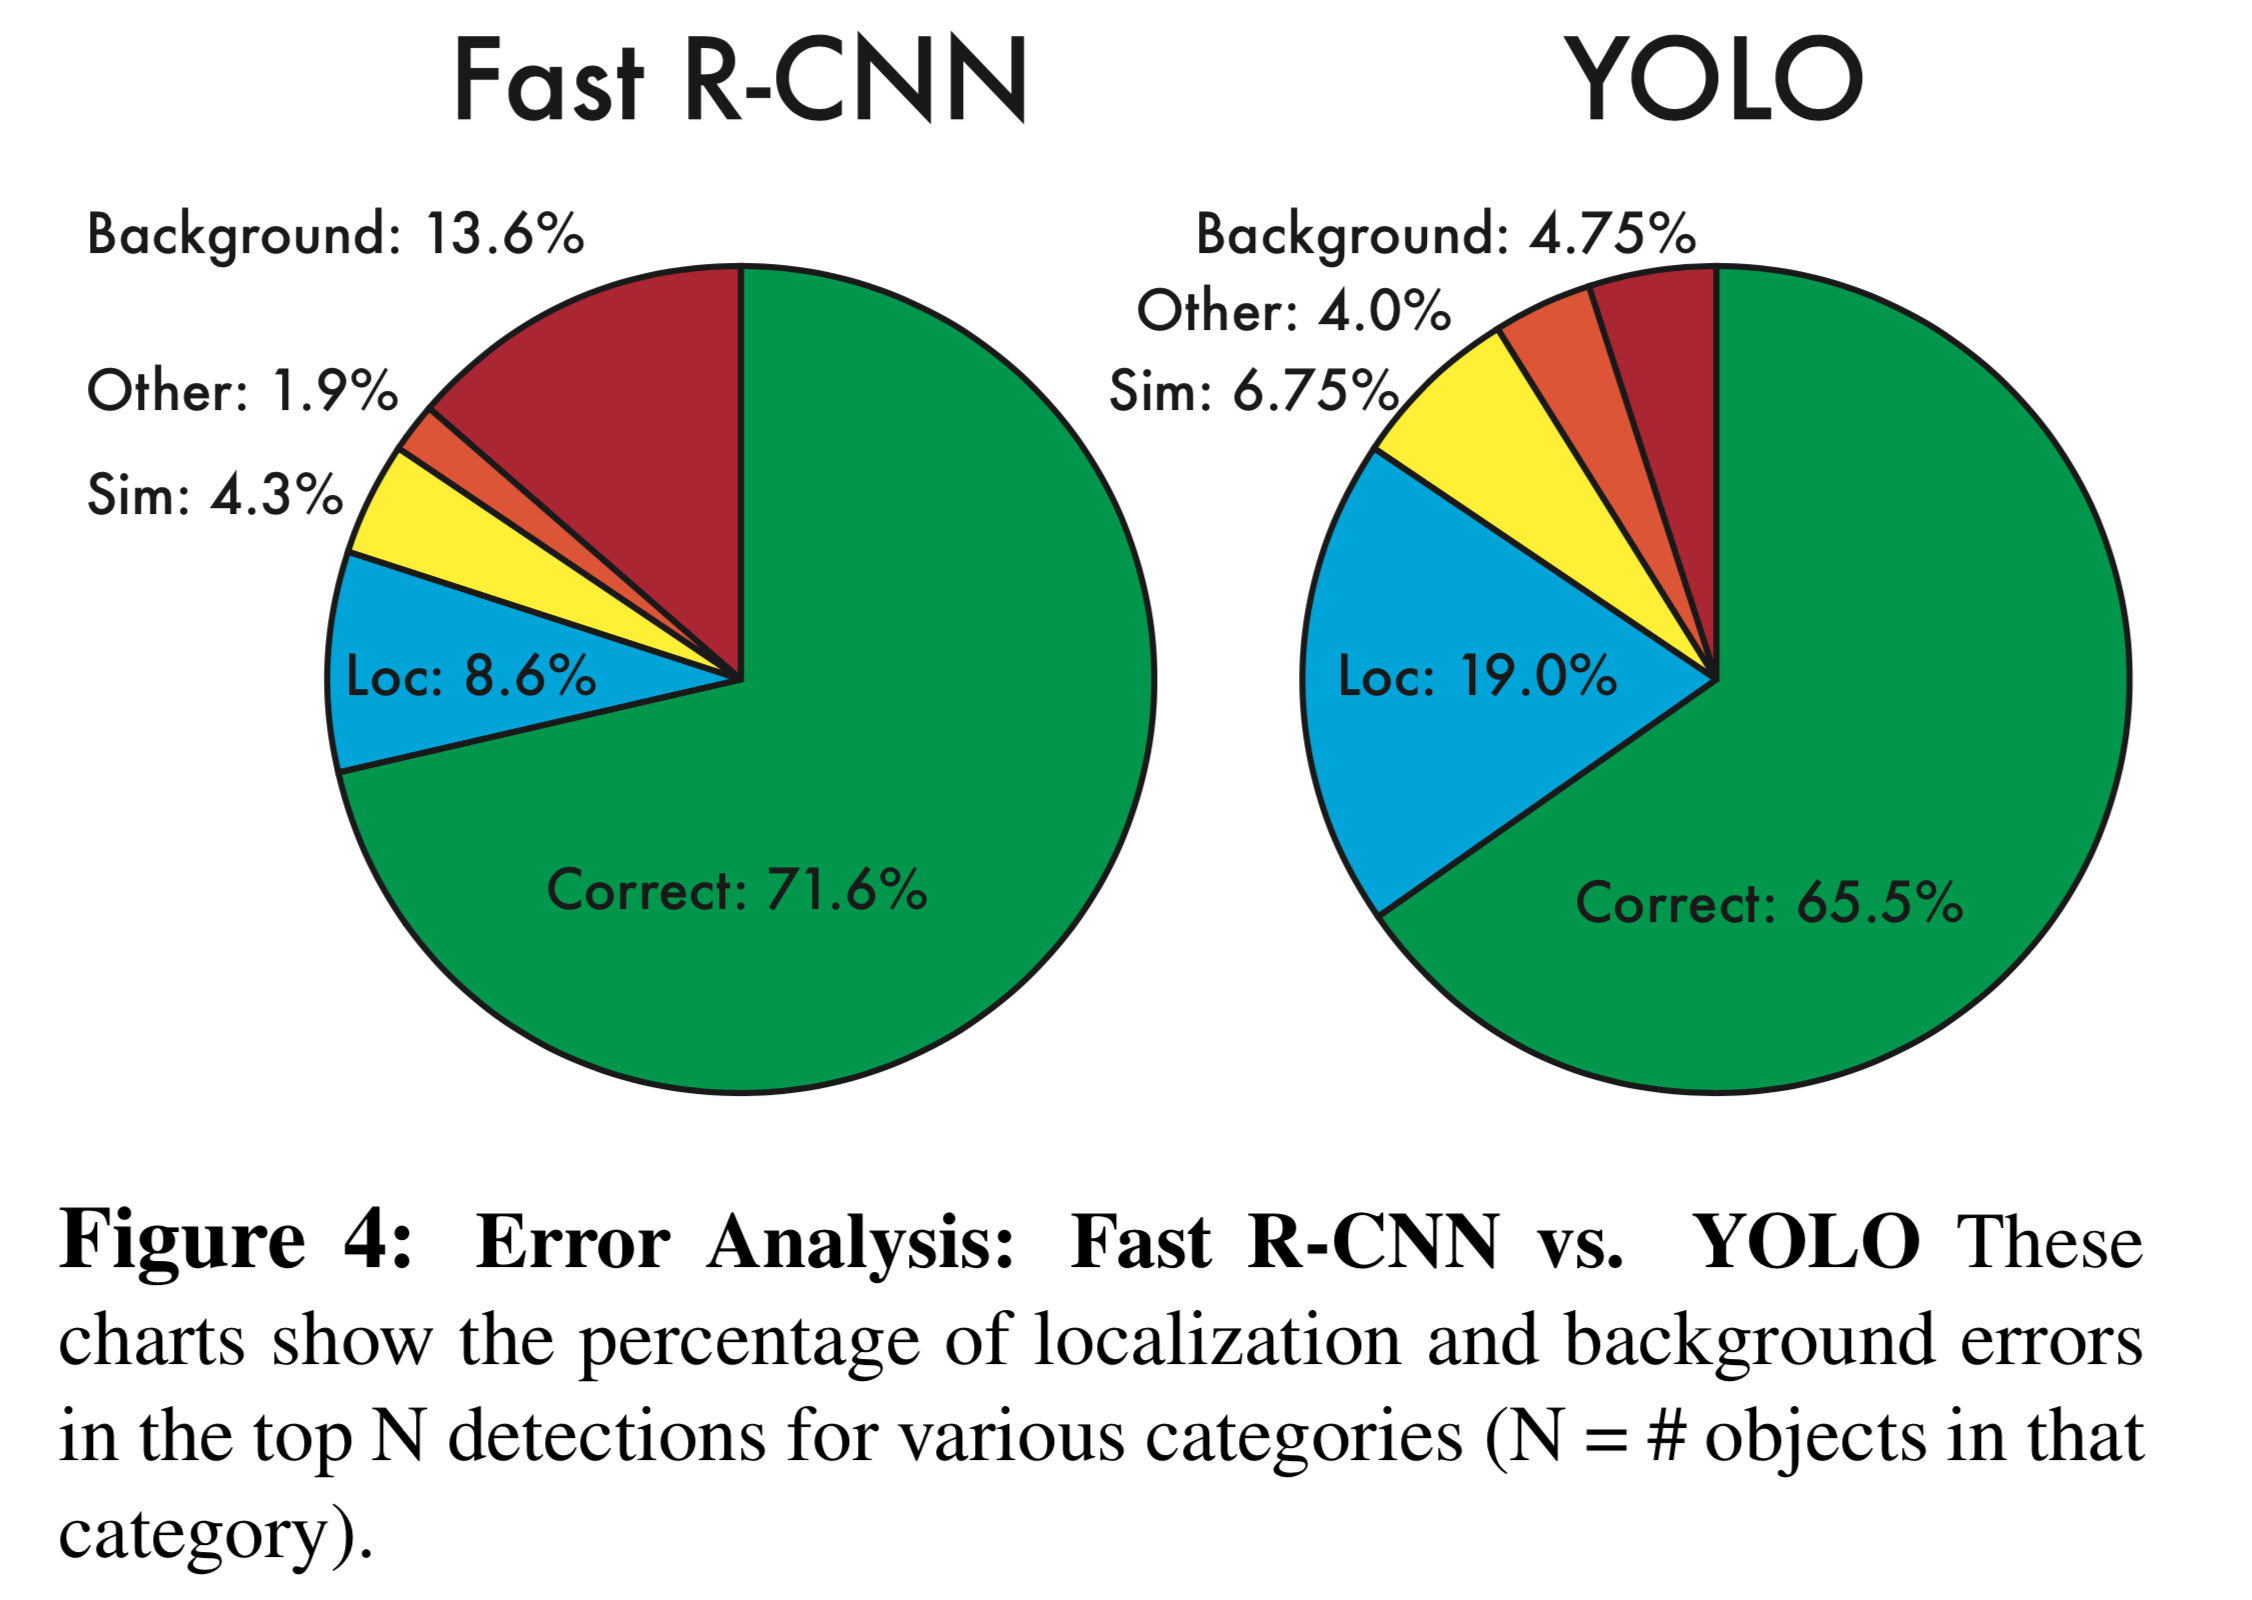 Fast R-CNN
Background: 13.6%
Other: 1.9%
Sim: 4.3%
Loc: 8.6%
Correct: 71.6%
YOLO
Background: 4.75%
Other: 4.0%
Sim: 6.75%
Loc: 19.0%
Correct: 65.5%
Figure 4: Error Analysis: Fast R-CNN vs. YOLO These
charts show the percentage of localization and background errors
in the top N detections for various categories (N = # objects in that
category).